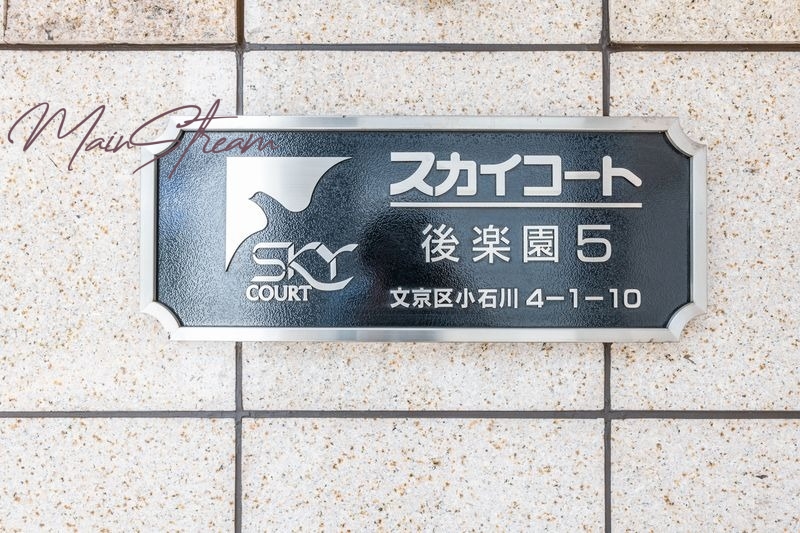 MainStream
SKY
COURT
スカイコート
後楽園5
文京区小石川 4-1-10